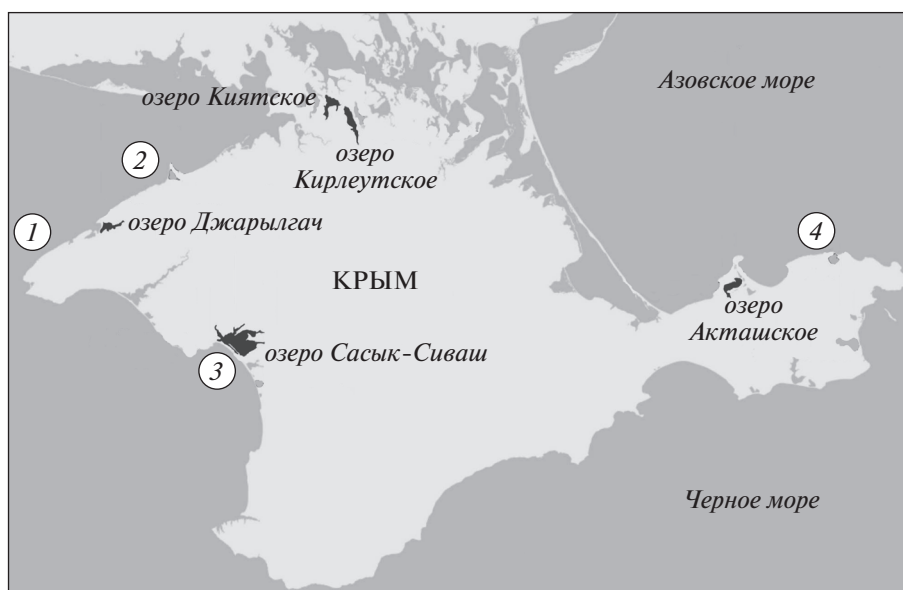 Азовское море
озеро Киятское
2
озеро
Кирлеутское
1
озеро Джарылгач
4
КРЫМ
озеро
Акташское
3
озеро Сасык-Сиваш
Черное море